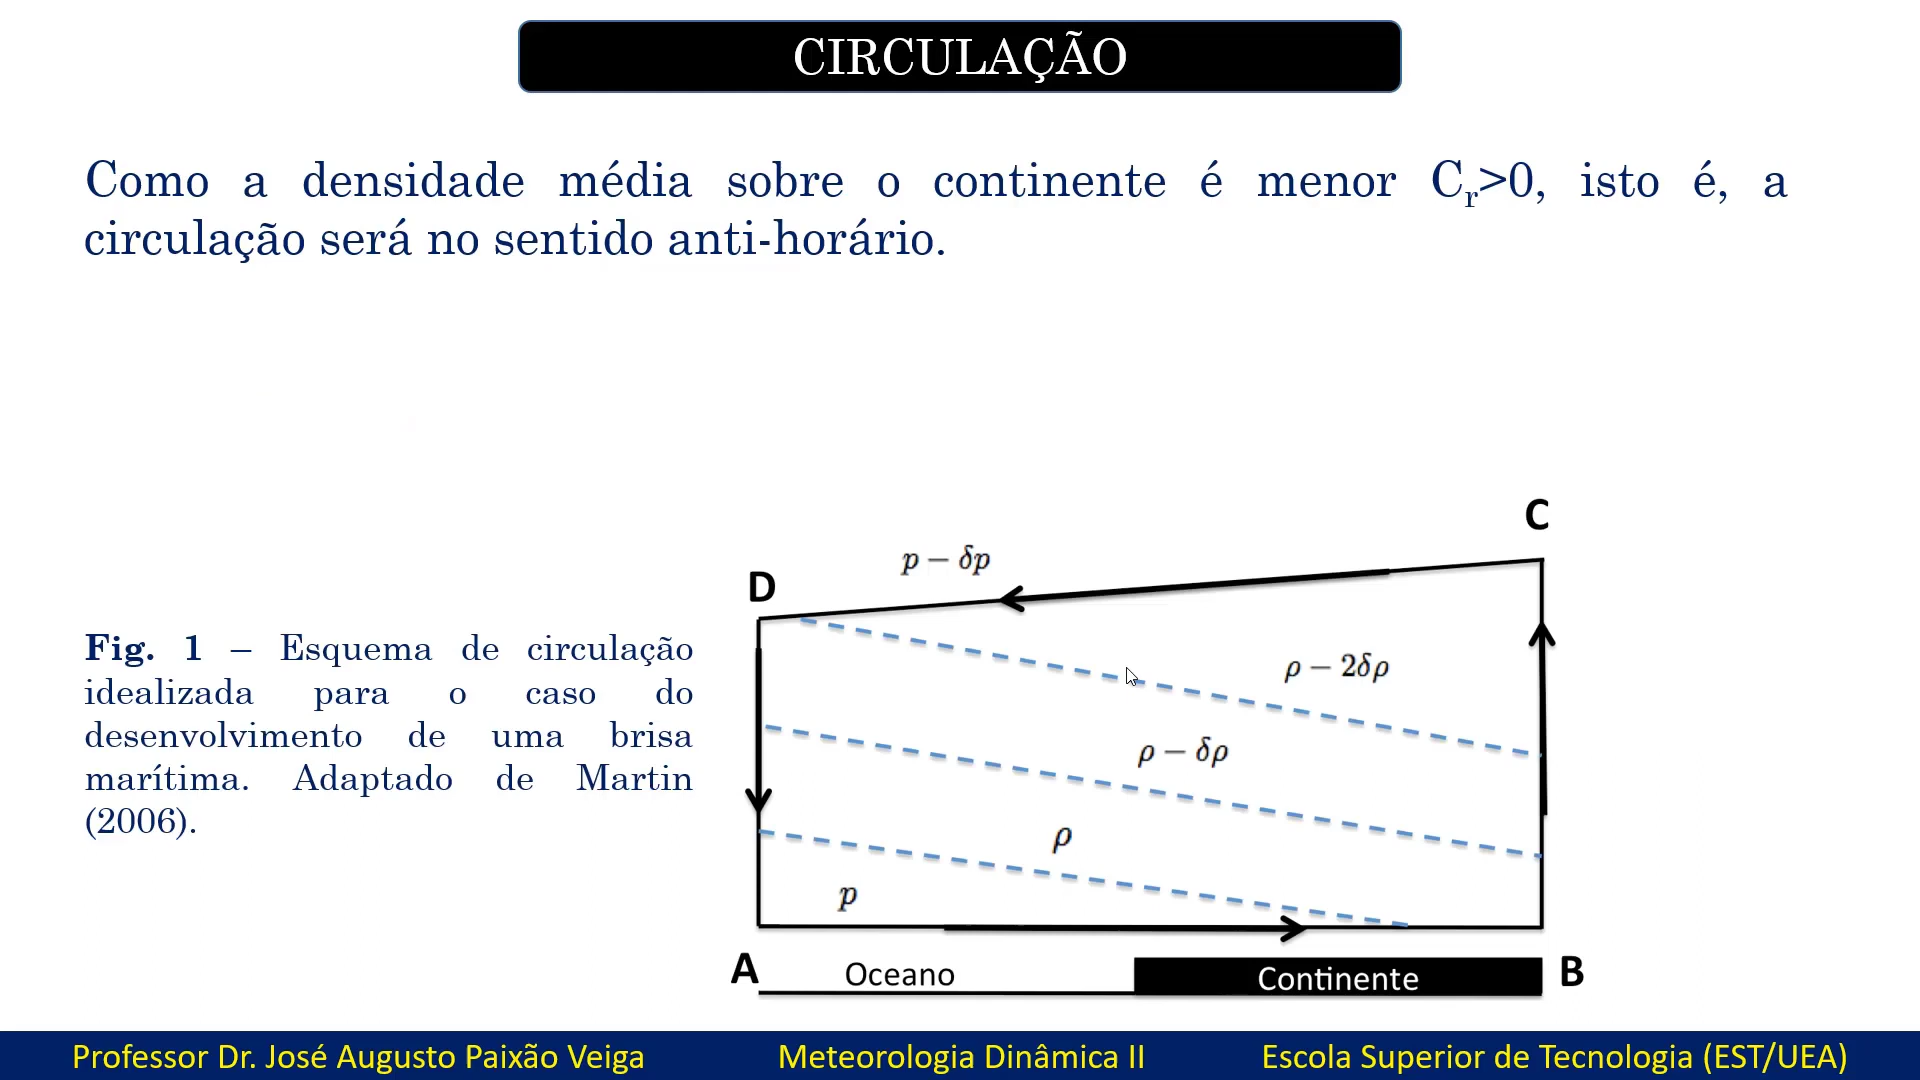 CIRCULAÇÃO
Como a densidade média sobre o continente é menor Cᵣ>0, isto é, a
circulação será no sentido anti-horário.
C
p − δp
D
Fig. 1 – Esquema de circulação
idealizada para o caso do
desenvolvimento de uma brisa
marítima. Adaptado de Martin
(2006).
ρ − 2δρ
ρ − δρ
ρ
p
A
Oceano
Continente
B
Professor Dr. José Augusto Paixão Veiga
Meteorologia Dinâmica II
Escola Superior de Tecnologia (EST/UEA)